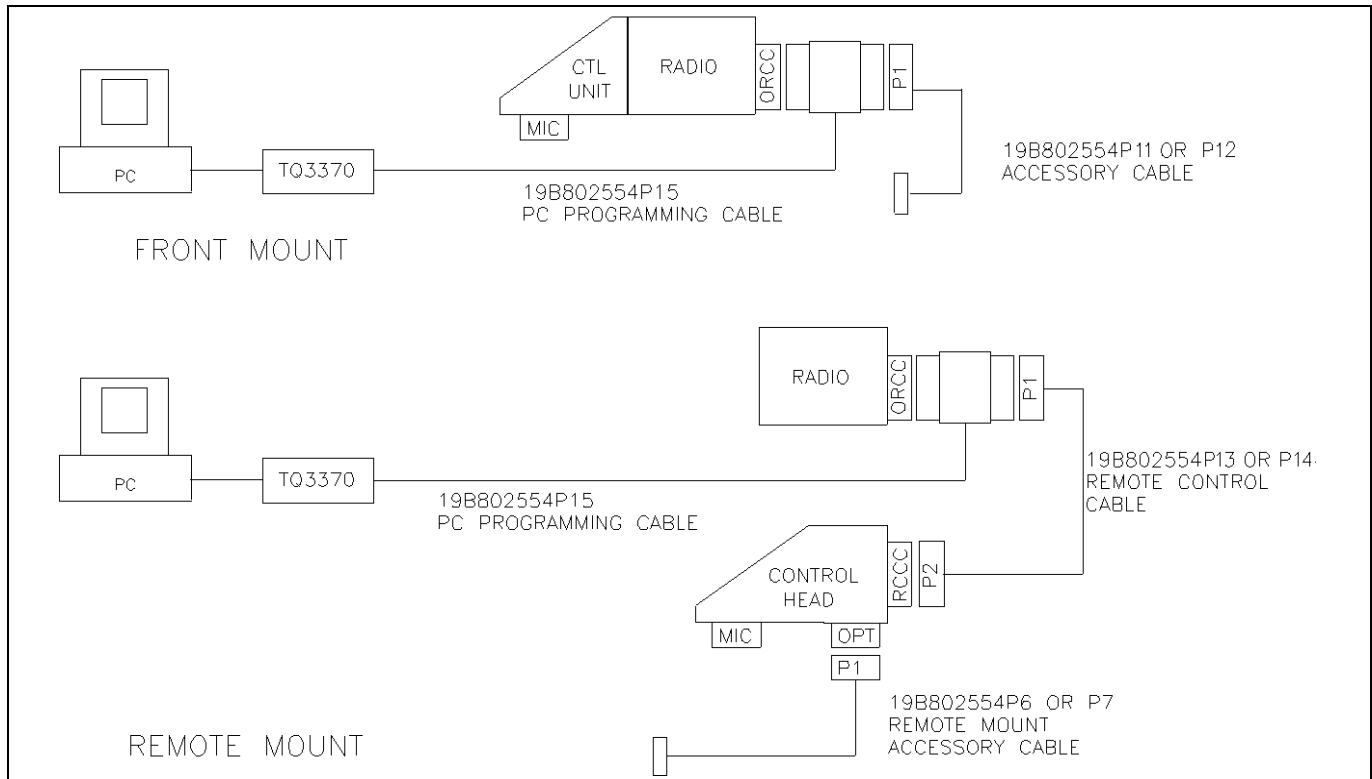 CTL
UNIT
RADIO
ORCC
P1
MIC
PC
TQ3370
19B802554P15
PC PROGRAMMING CABLE
19B802554P11 OR P12
ACCESSORY CABLE
FRONT MOUNT
RADIO
ORCC
P1
PC
TQ3370
19B802554P15
PC PROGRAMMING CABLE
19B802554P13 OR P14
REMOTE CONTROL
CABLE
CONTROL
HEAD
RCCC
P2
MIC
OPT
P1
19B802554P6 OR P7
REMOTE MOUNT
ACCESSORY CABLE
REMOTE MOUNT